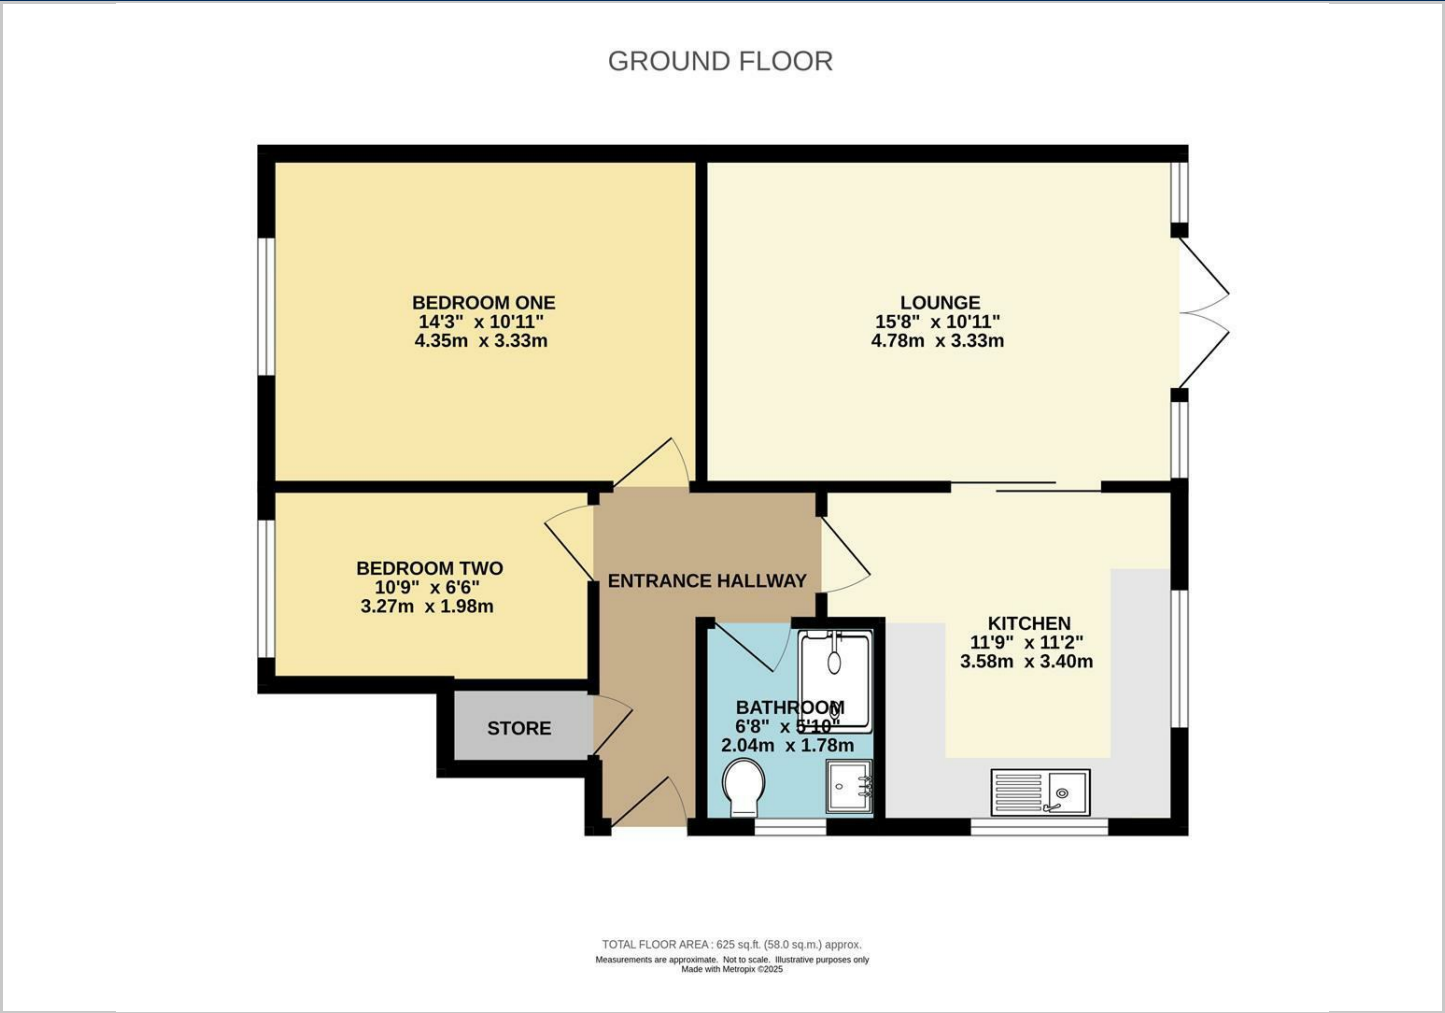 GROUND FLOOR
BEDROOM ONE
14'3" x 10'11"
4.35m x 3.33m
LOUNGE
15'8" x 10'11"
4.78m x 3.33m
BEDROOM TWO
10'9" x 6'6"
3.27m x 1.98m
ENTRANCE HALLWAY
KITCHEN
11'9" x 11'2"
3.58m x 3.40m
STORE
BATHROOM
6'8" x 5'10"
2.04m x 1.78m
TOTAL FLOOR AREA : 625 sq.ft. (58.0 sq.m.) approx.
Measurements are approximate. Not to scale. Illustrative purposes only
Made with Metropix ©2025